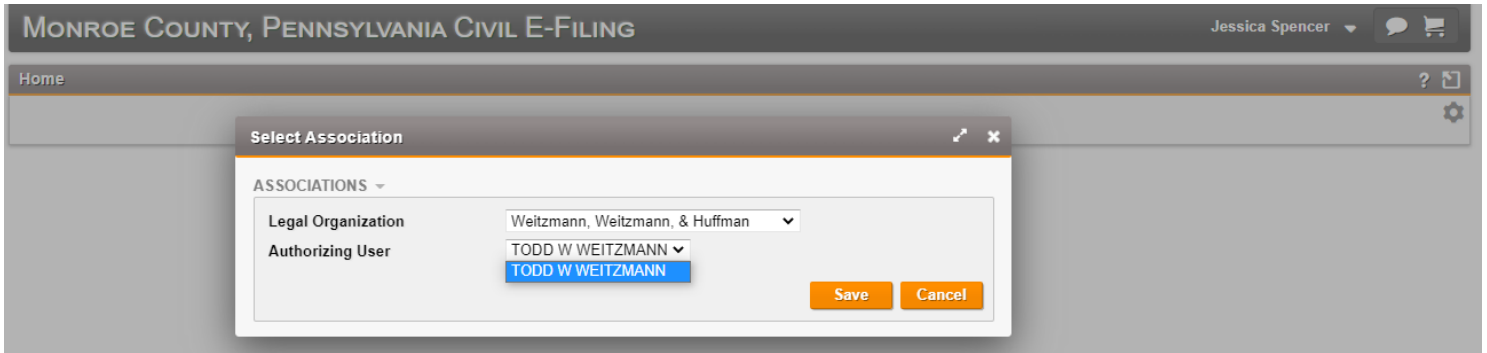 MONROE COUNTY, PENNSYLVANIA CIVIL E-FILING
Jessica Spencer
Home
?
Select Association
ASSOCIATIONS
Legal Organization
Weitzmann, Weitzmann, & Huffman
Authorizing User
TODD W WEITZMANN
TODD W WEITZMANN
Save
Cancel